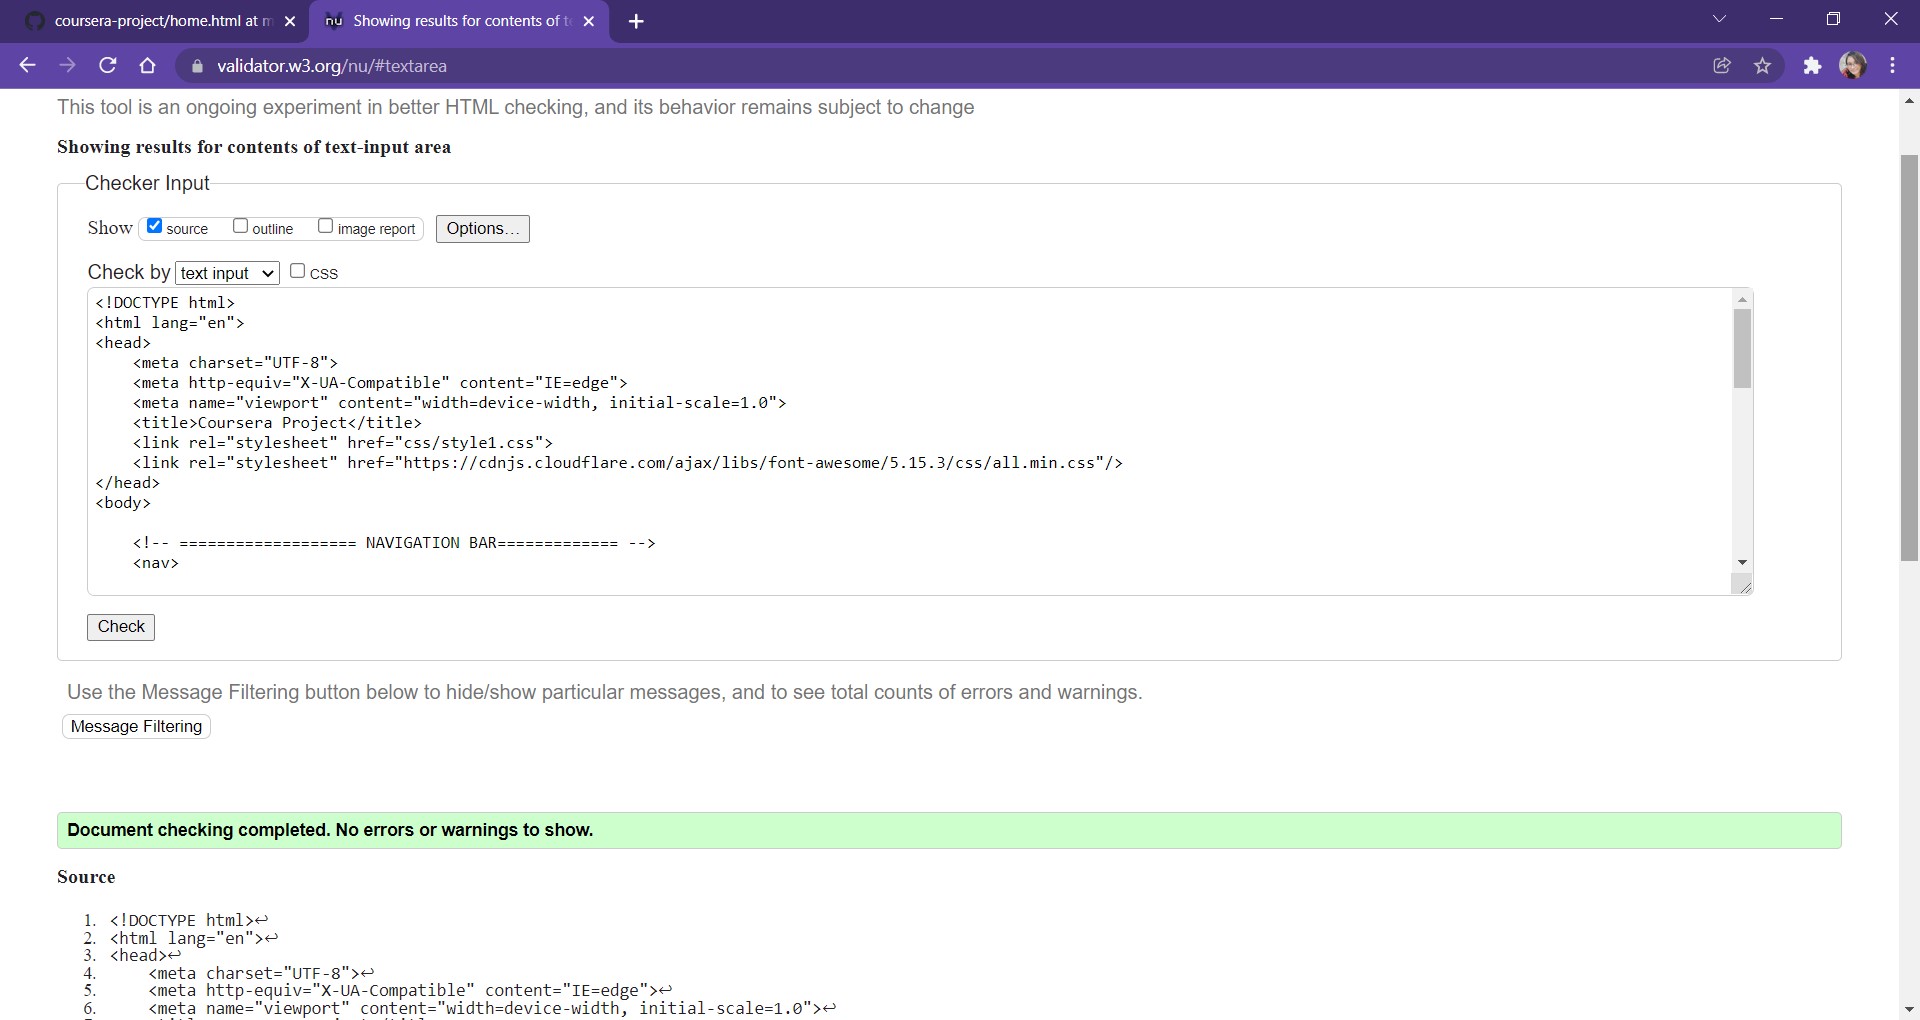 coursera-project/home.html at m
nu Showing results for contents of te
validator.w3.org/nu/#textarea
This tool is an ongoing experiment in better HTML checking, and its behavior remains subject to change
Showing results for contents of text-input area
Checker Input
Show source outline image report Options...
Check by text input CSS
<!DOCTYPE html>
<html lang="en">
<head>
    <meta charset="UTF-8">
    <meta http-equiv="X-UA-Compatible" content="IE=edge">
    <meta name="viewport" content="width=device-width, initial-scale=1.0">
    <title>Coursera Project</title>
    <link rel="stylesheet" href="css/style1.css">
    <link rel="stylesheet" href="https://cdnjs.cloudflare.com/ajax/libs/font-awesome/5.15.3/css/all.min.css"/>
</head>
<body>
    <!-- =================== NAVIGATION BAR============= -->
    <nav>
Check
Use the Message Filtering button below to hide/show particular messages, and to see total counts of errors and warnings.
Message Filtering
Document checking completed. No errors or warnings to show.
Source
1. <!DOCTYPE html>↩
2. <html lang="en">↩
3. <head>↩
4.     <meta charset="UTF-8">↩
5.     <meta http-equiv="X-UA-Compatible" content="IE=edge">↩
6.     <meta name="viewport" content="width=device-width, initial-scale=1.0">↩